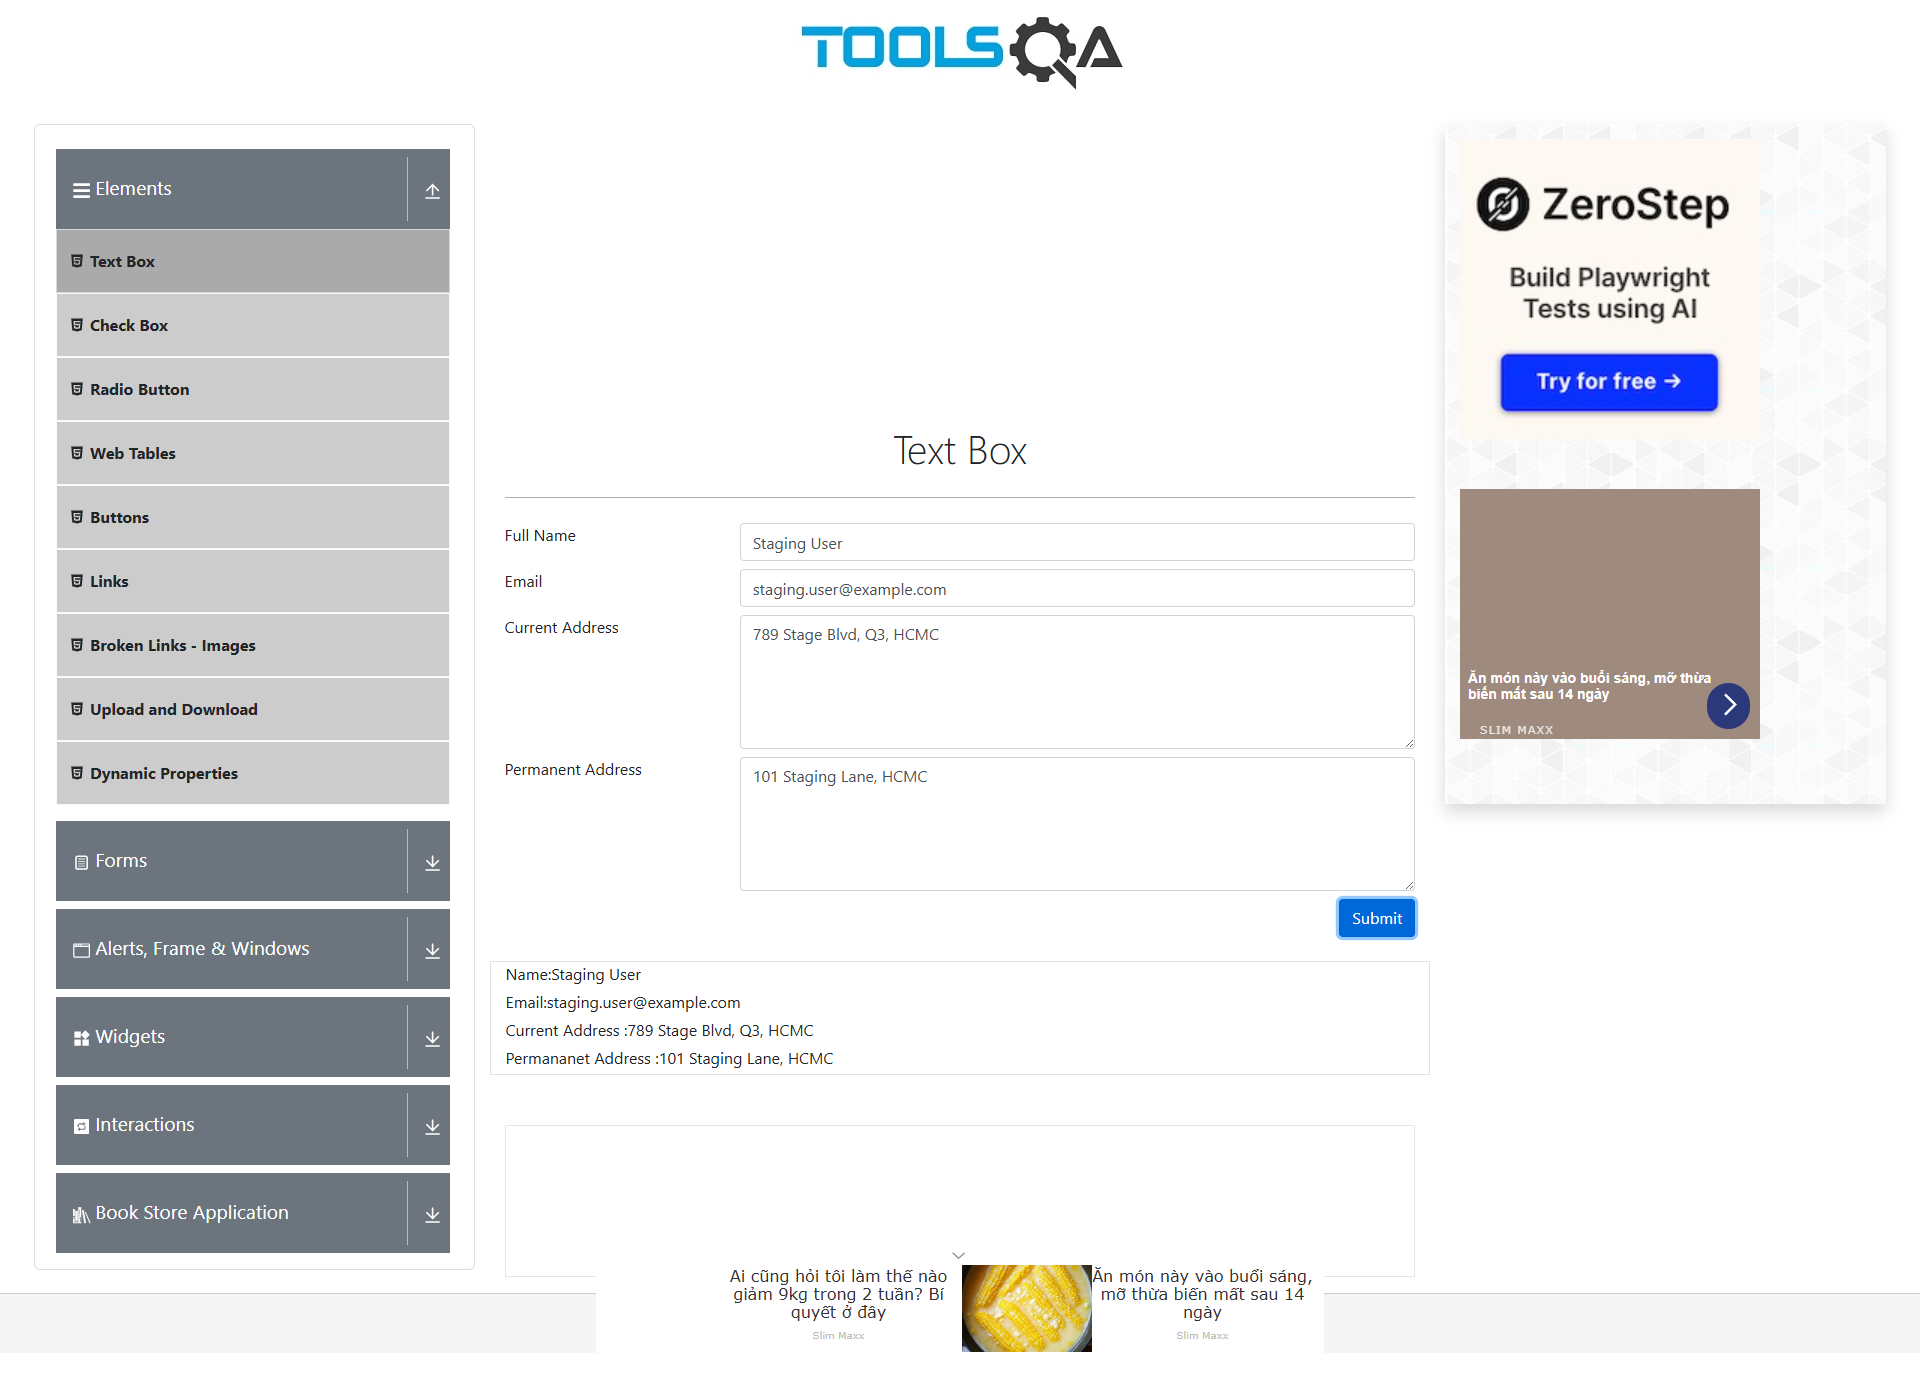 TOOLSQA
Elements
Text Box
Check Box
Radio Button
Web Tables
Buttons
Links
Broken Links - Images
Upload and Download
Dynamic Properties
Forms
Alerts, Frame & Windows
Widgets
Interactions
Book Store Application
Text Box
Full Name
Staging User
Email
staging.user@example.com
Current Address
789 Stage Blvd, Q3, HCMC
Permanent Address
101 Staging Lane, HCMC
Submit
Name:Staging User
Email:staging.user@example.com
Current Address :789 Stage Blvd, Q3, HCMC
Permananet Address :101 Staging Lane, HCMC
ZeroStep
Build Playwright
Tests using AI
Try for free →
Ăn món này vào buổi sáng, mỡ thừa
biến mất sau 14 ngày
SLIM MAXX
Ai cũng hỏi tôi làm thế nào
giảm 9kg trong 2 tuần? Bí
quyết ở đây
Slim Maxx
Ăn món này vào buổi sáng,
mỡ thừa biến mất sau 14
ngày
Slim Maxx